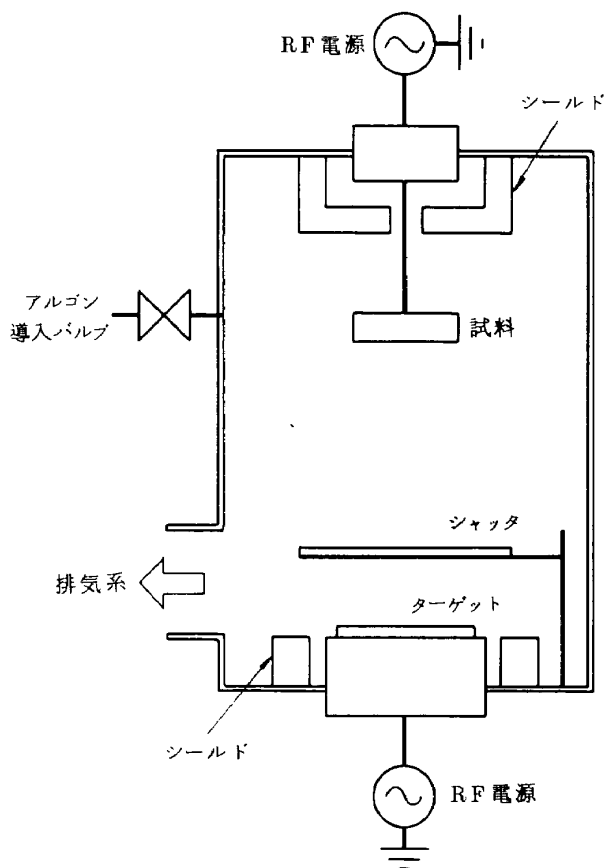 RF電源
シールド
アルゴン
導入バルブ
試料
シャッタ
排気系
ターゲット
シールド
RF電源